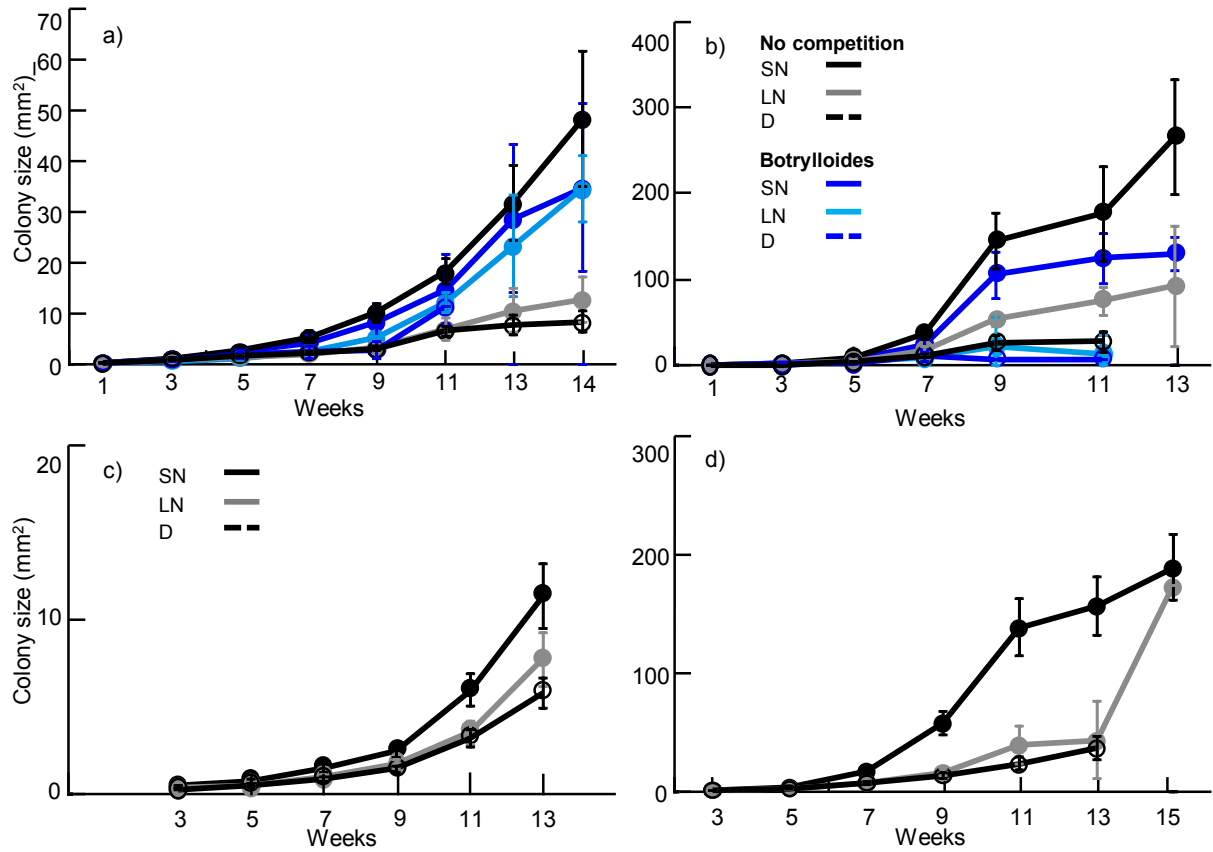 a)
70
60
50
40
30
20
10
0
Colony size (mm²)_
1 3 5 7 9 11 13 14
Weeks
b)
400
300
200
100
0
No competition
SN
LN
D
Botrylloides
SN
LN
D
1 3 5 7 9 11 13
Weeks
c)
20
10
0
Colony size (mm²)
SN
LN
D
3 5 7 9 11 13
Weeks
d)
300
200
100
0
3 5 7 9 11 13 15
Weeks